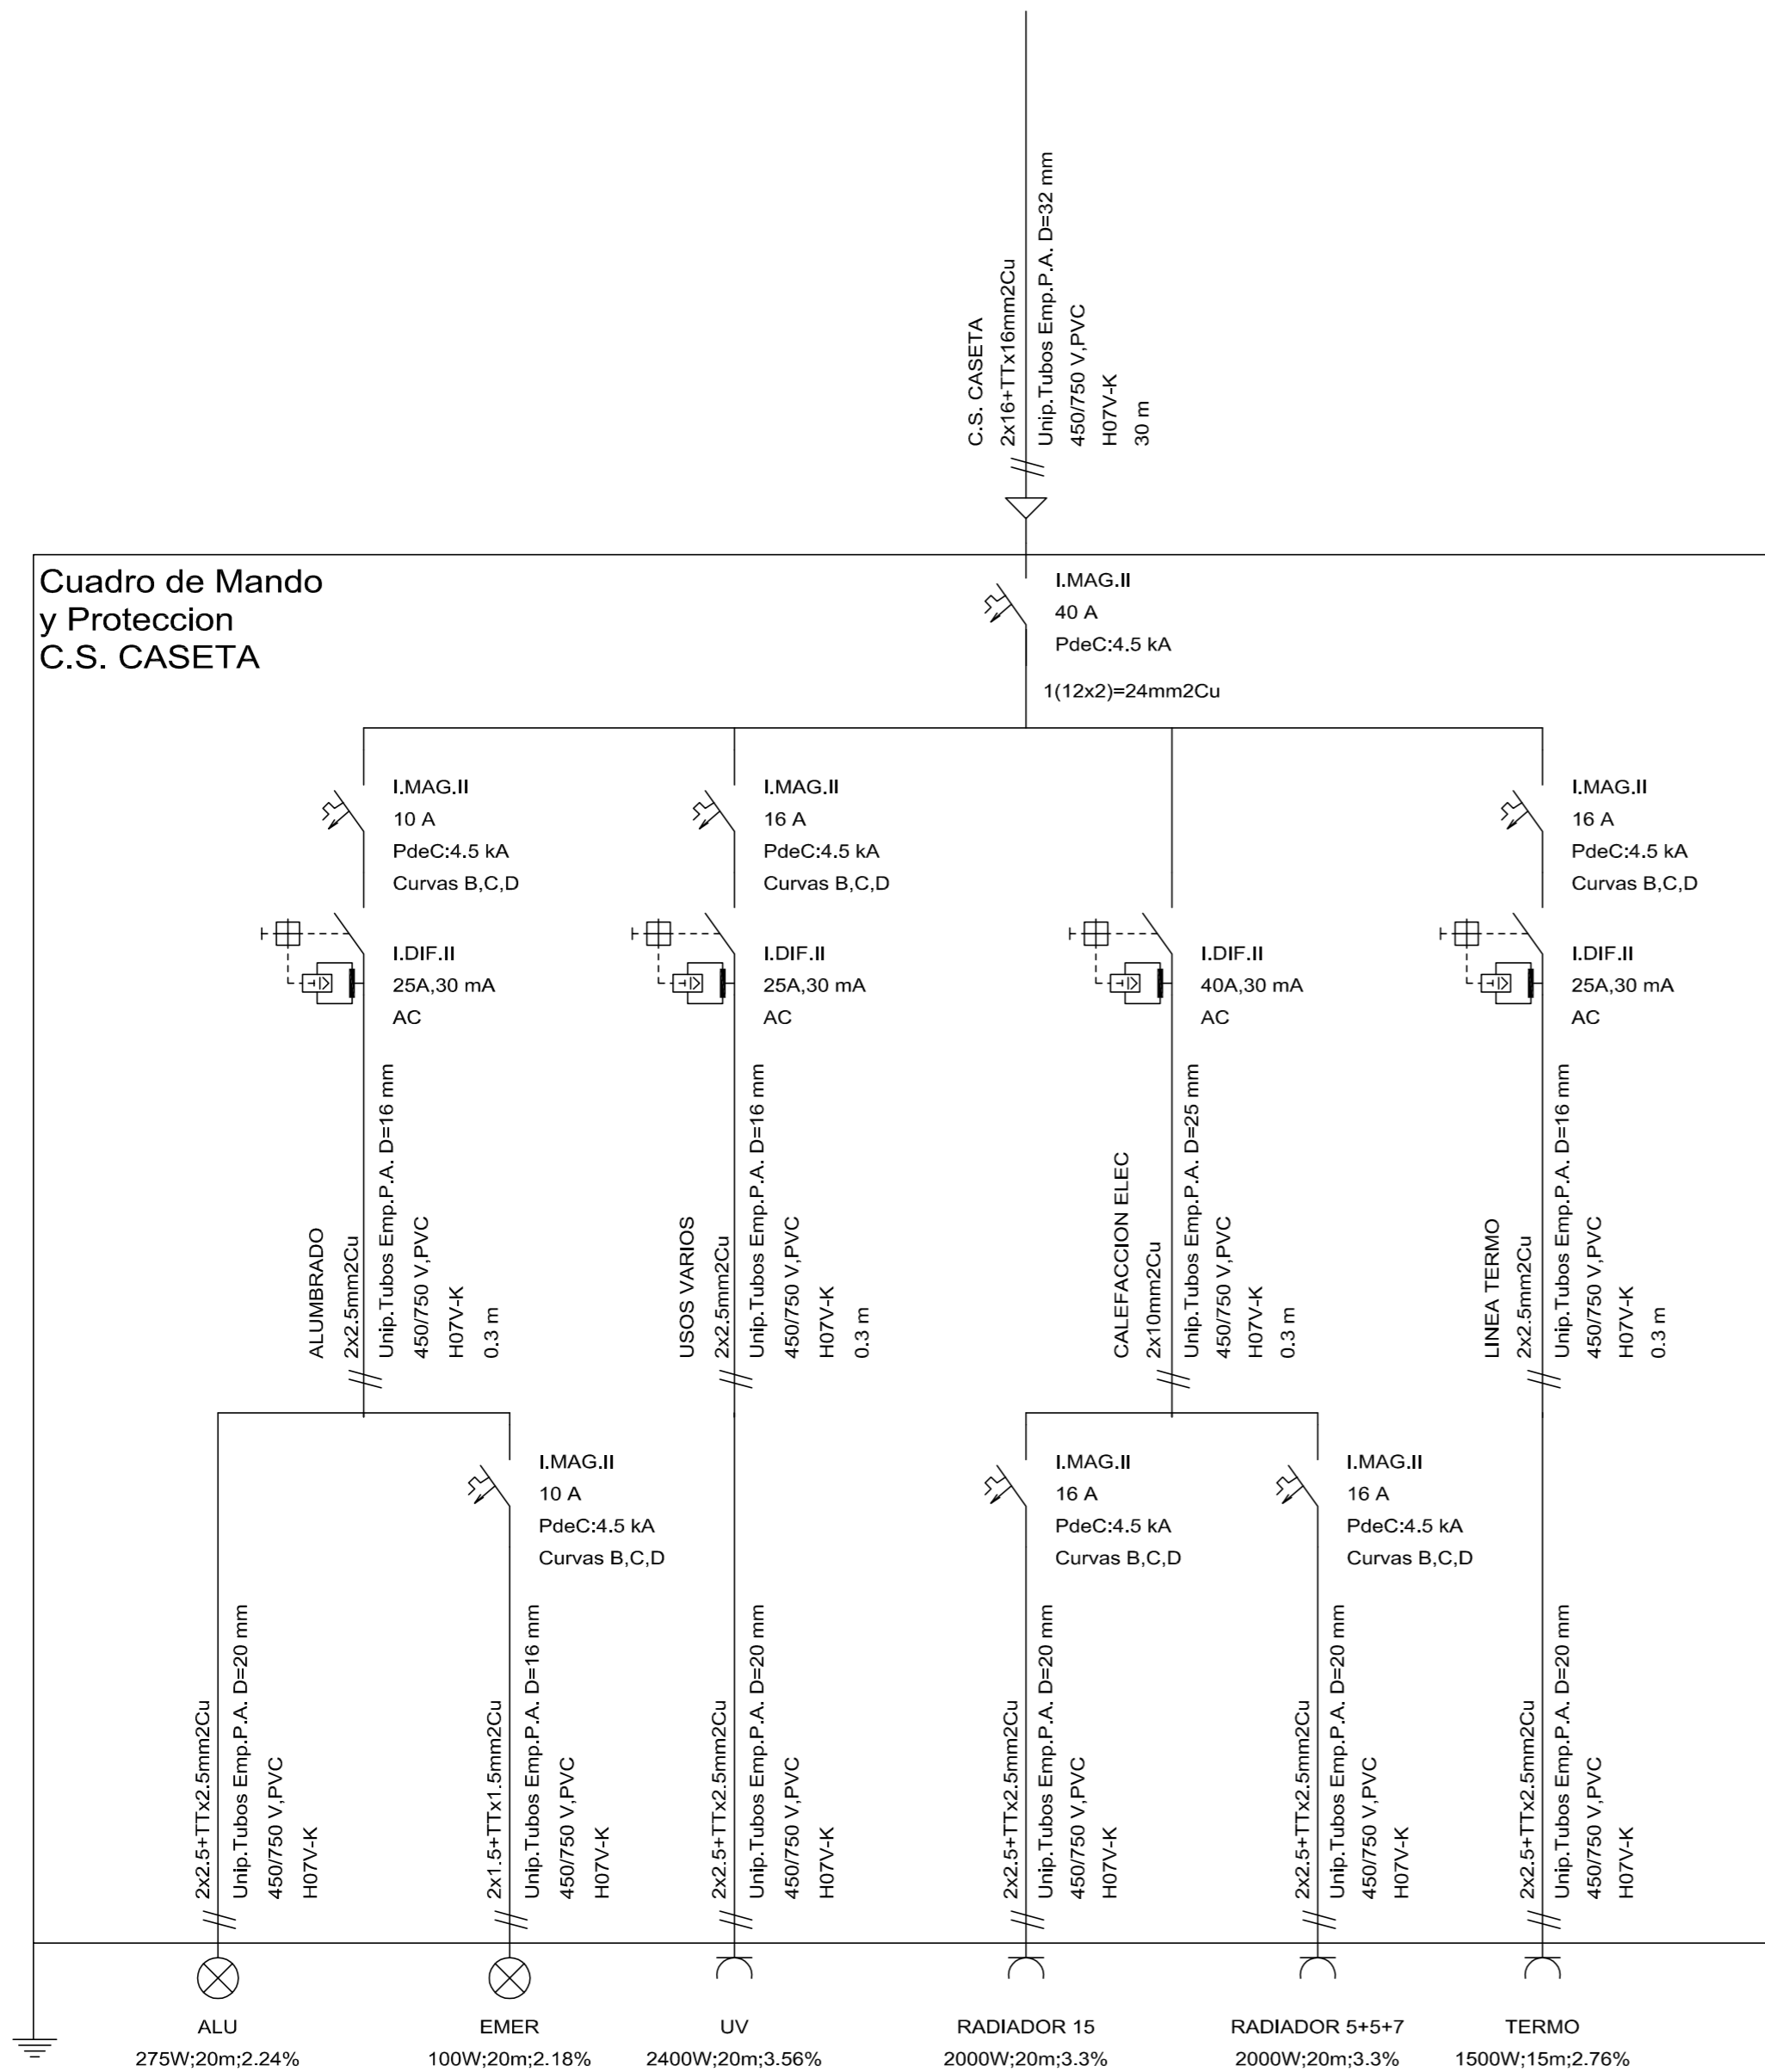 C.S. CASETA
2x16+TTx16mm2Cu
Unip.Tubos Emp.P.A. D=32 mm
450/750 V,PVC
H07V-K
30 m
Cuadro de Mando
y Proteccion
C.S. CASETA
I.MAG.II
40 A
PdeC:4.5 kA
1(12x2)=24mm2Cu
I.MAG.II
10 A
PdeC:4.5 kA
Curvas B,C,D
I.MAG.II
16 A
PdeC:4.5 kA
Curvas B,C,D
I.MAG.II
16 A
PdeC:4.5 kA
Curvas B,C,D
I.DIF.II
25A,30 mA
AC
I.DIF.II
25A,30 mA
AC
I.DIF.II
40A,30 mA
AC
I.DIF.II
25A,30 mA
AC
ALUMBRADO
2x2.5mm2Cu
Unip.Tubos Emp.P.A. D=16 mm
450/750 V,PVC
H07V-K
0.3 m
USOS VARIOS
2x2.5mm2Cu
Unip.Tubos Emp.P.A. D=16 mm
450/750 V,PVC
H07V-K
0.3 m
CALEFACCION ELEC
2x10mm2Cu
Unip.Tubos Emp.P.A. D=25 mm
450/750 V,PVC
H07V-K
0.3 m
LINEA TERMO
2x2.5mm2Cu
Unip.Tubos Emp.P.A. D=16 mm
450/750 V,PVC
H07V-K
0.3 m
I.MAG.II
10 A
PdeC:4.5 kA
Curvas B,C,D
I.MAG.II
16 A
PdeC:4.5 kA
Curvas B,C,D
I.MAG.II
16 A
PdeC:4.5 kA
Curvas B,C,D
2x2.5+TTx2.5mm2Cu
Unip.Tubos Emp.P.A. D=20 mm
450/750 V,PVC
H07V-K
2x1.5+TTx1.5mm2Cu
Unip.Tubos Emp.P.A. D=16 mm
450/750 V,PVC
H07V-K
2x2.5+TTx2.5mm2Cu
Unip.Tubos Emp.P.A. D=20 mm
450/750 V,PVC
H07V-K
2x2.5+TTx2.5mm2Cu
Unip.Tubos Emp.P.A. D=20 mm
450/750 V,PVC
H07V-K
2x2.5+TTx2.5mm2Cu
Unip.Tubos Emp.P.A. D=20 mm
450/750 V,PVC
H07V-K
2x2.5+TTx2.5mm2Cu
Unip.Tubos Emp.P.A. D=20 mm
450/750 V,PVC
H07V-K
ALU
275W;20m;2.24%
EMER
100W;20m;2.18%
UV
2400W;20m;3.56%
RADIADOR 15
2000W;20m;3.3%
RADIADOR 5+5+7
2000W;20m;3.3%
TERMO
1500W;15m;2.76%